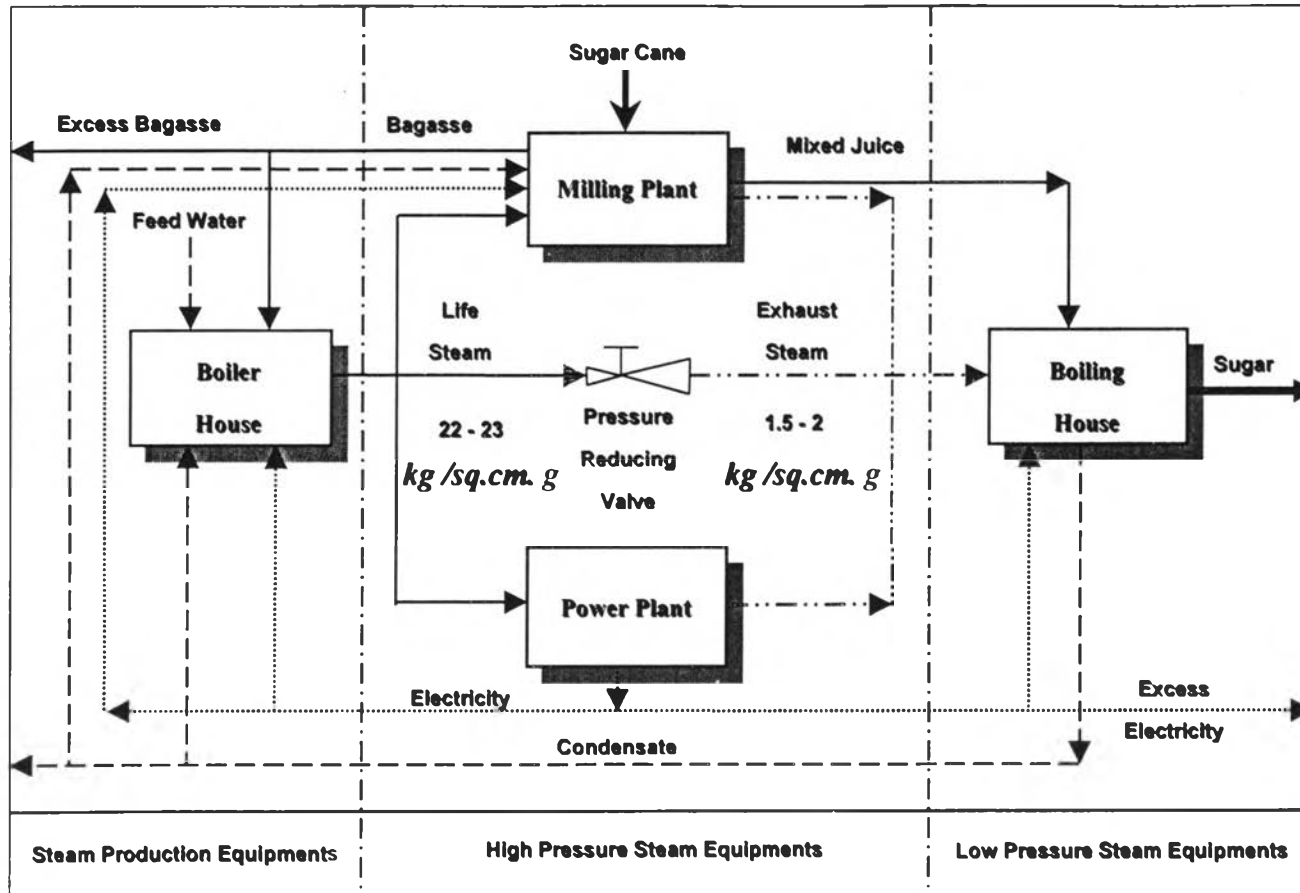 Sugar Cane
Excess Bagasse
Bagasse
Mixed Juice
Milling Plant
Feed Water
Life
Steam
Exhaust
Steam
Boiler
House
Boiling
House
Sugar
22 - 23
kg /sq.cm. g
Pressure
Reducing
Valve
1.5 - 2
kg /sq.cm. g
Power Plant
Electricity
Excess
Electricity
Condensate
Steam Production Equipments
High Pressure Steam Equipments
Low Pressure Steam Equipments